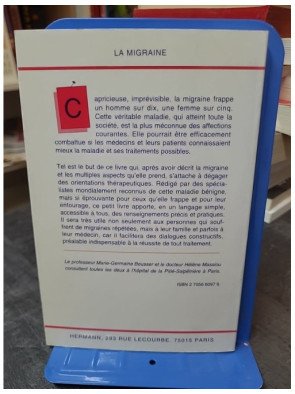 LA MIGRAINE
Capricieuse, imprévisible, la migraine frappe
un homme sur dix, une femme sur cinq.
Cette véritable maladie, qui atteint toute la
société, est la plus méconnue des affections
courantes. Elle pourrait être efficacement
combattue si les médecins et leurs patients connaissaient
mieux la maladie et ses traitements possibles.
Tel est le but de ce livre qui, après avoir décrit la migraine
et les multiples aspects qu'elle prend, s'attache à dégager
des orientations thérapeutiques. Rédigé par des spécia-
listes mondialement reconnus de cette maladie bénigne,
mais si éprouvante pour ceux qu'elle frappe et pour leur
entourage, ce petit livre apporte, en un langage simple,
accessible à tous, des renseignements précis et pratiques.
Il sera très utile non seulement aux personnes qui souf-
frent de migraines répétées, mais à leur famille et parfois à
leur médecin, car il facilitera des dialogues constructifs,
préalable indispensable à la réussite de tout traitement.
Le professeur Marie-Germaine Bousser et le docteur Hélène Massiou
consultent toutes les deux à l'hôpital de la Pitié-Salpêtrière à Paris.
ISBN 2 7056 6097 5
HERMANN, 293 RUE LECOURBE, 75015 PARIS